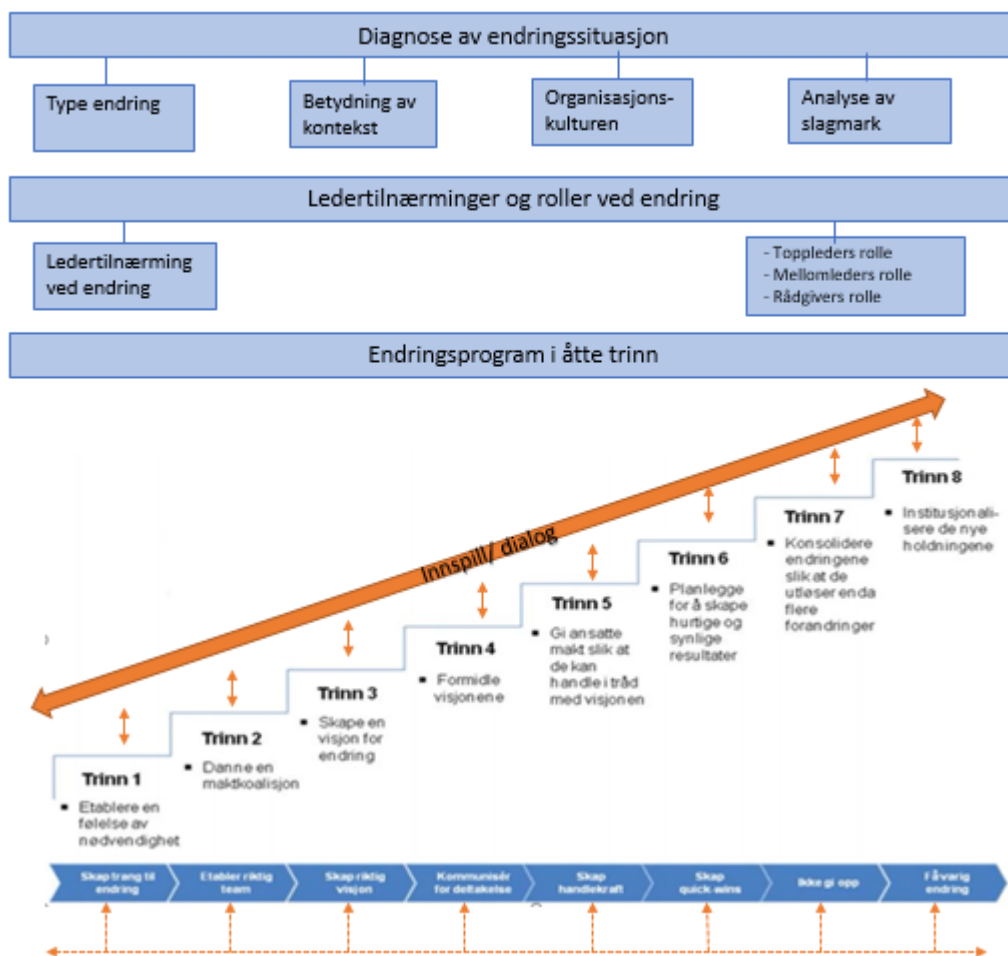 Diagnose av endringssituasjon
Type endring
Betydning av
kontekst
Organisasjons-
kulturen
Analyse av
slagmark
Ledertilnærminger og roller ved endring
Ledertilnærming
ved endring
- Toppleders rolle
- Mellomleders rolle
- Rådgivers rolle
Endringsprogram i åtte trinn
Innspill/ dialog
Trinn 1
▪ Etablere en
følelse av
nødvendighet
Trinn 2
▪ Danne en
maktkoalisjon
Trinn 3
▪ Skape en
visjon for
endring
Trinn 4
▪ Formidle
visjonene
Trinn 5
▪ Gi ansatte
makt slik at
de kan
handle i tråd
med visjonen
Trinn 6
▪ Planlegge
for å skape
hurtige og
synlige
resultater
Trinn 7
▪ Konsolidere
endringene
slik at de
utløser enda
flere
forandringer
Trinn 8
▪ Institusjonali-
sere de nye
holdningene
Skap trang til
endring
Etabler riktig
team
Skap riktig
visjon
Kommunisér
for deltakelse
Skap
handlekraft
Skap
quick-wins
Ikke gi opp
Få varig
endring